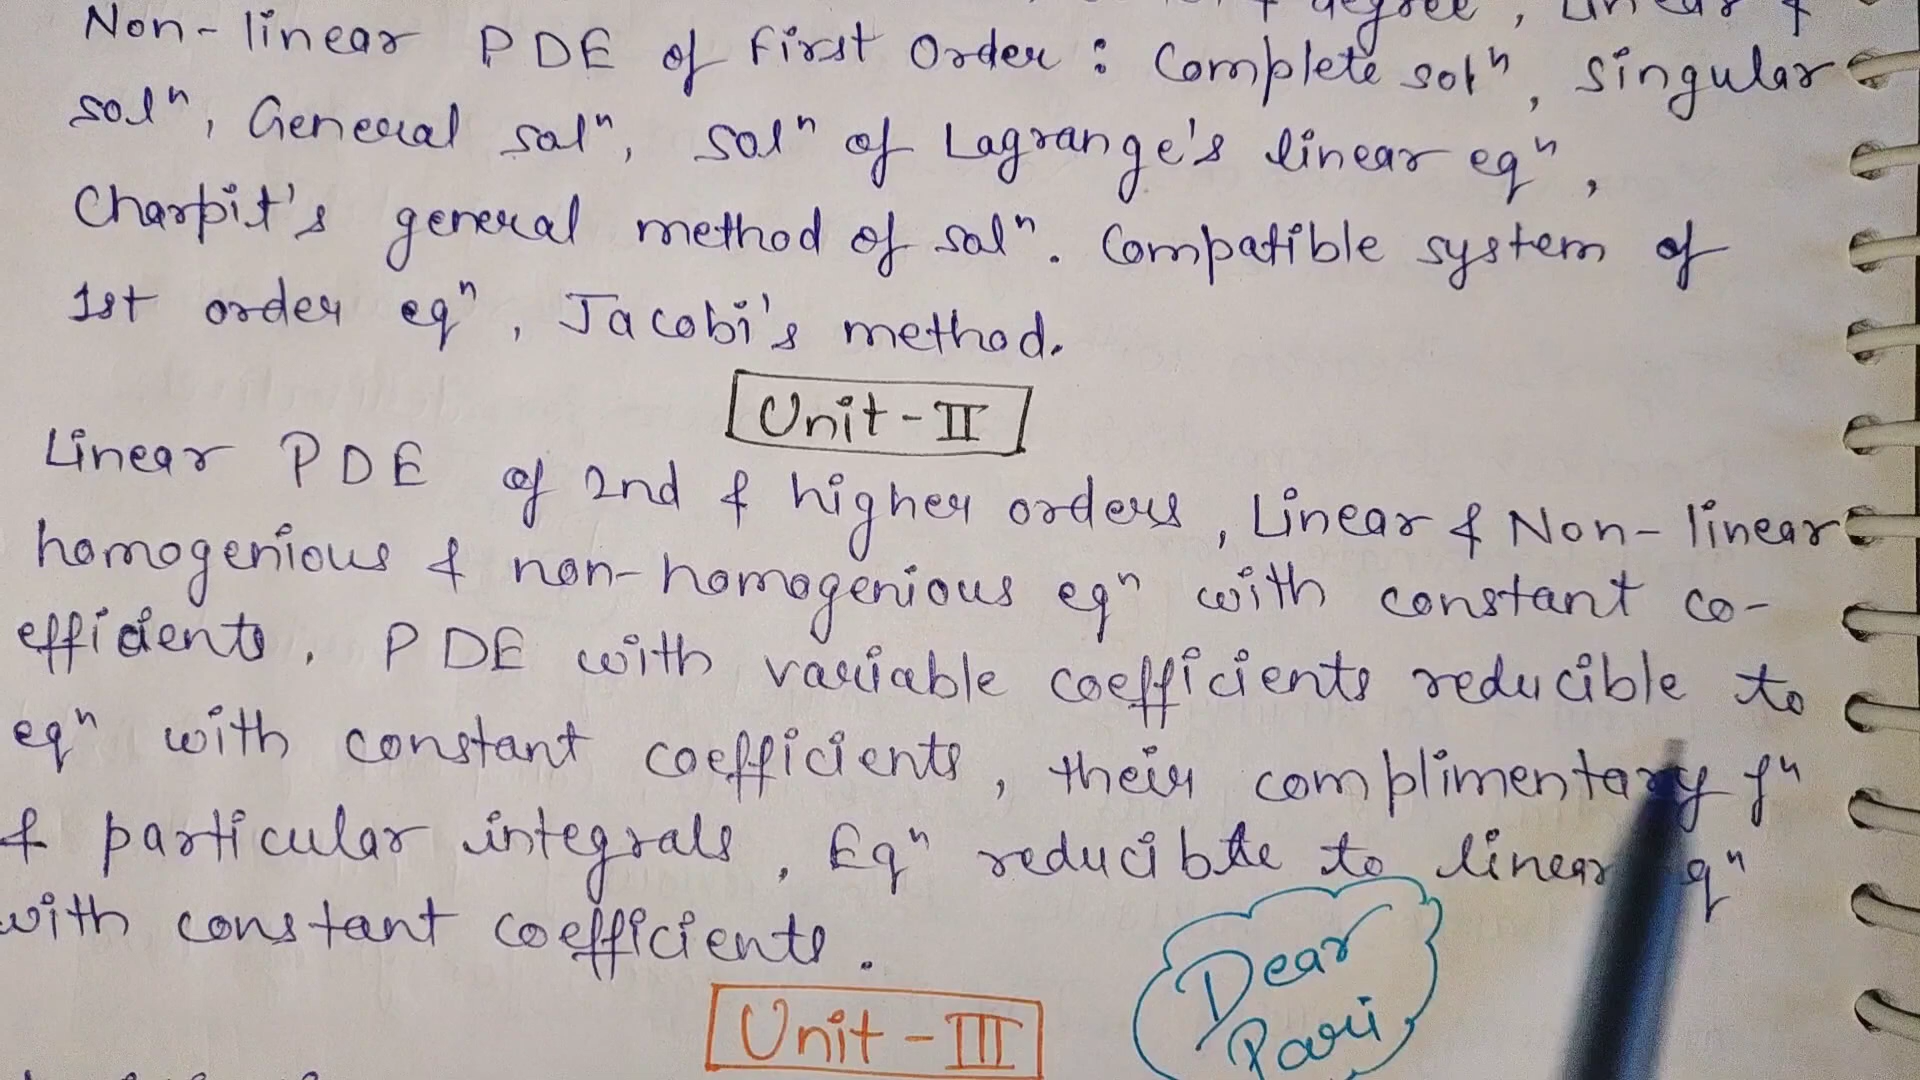 degree, Linear &
Non-linear PDE of First Order : Complete solⁿ, Singular
solⁿ, General solⁿ, Solⁿ of Lagrange's linear eqⁿ,
Charpit's general method of solⁿ. Compatible system of
1st order eqⁿ, Jacobi's method.
Unit-II
Linear PDE of 2nd & higher orders, Linear & Non-linear
homogenious & non-homogenious eqⁿ with constant co-
efficients. PDE with variable coefficients reducible to
eqⁿ with constant coefficients, their complimentary fⁿ
& particular integrals, Eqⁿ reducible to linear eqⁿ
with constant coefficients.
Unit-III
Dear
Pari